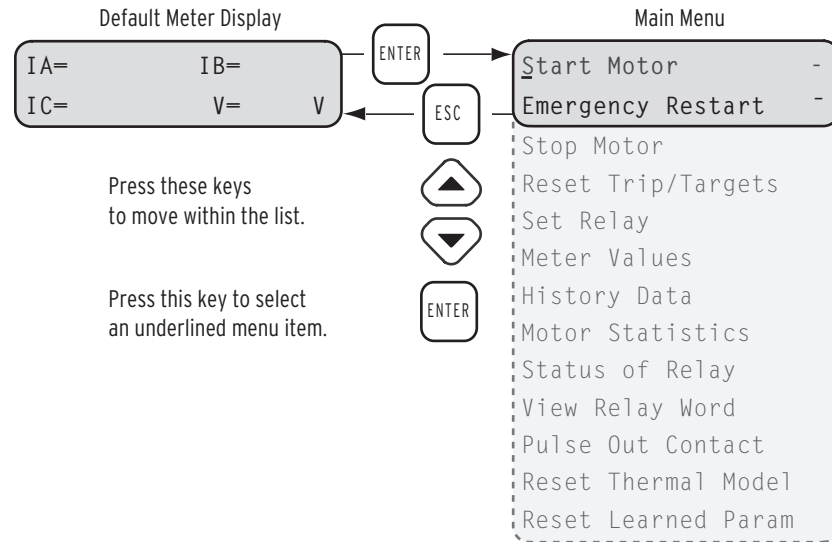 Default Meter Display
Main Menu
IA= IB=
IC= V= V
ENTER
ESC
Start Motor -
Emergency Restart -
Stop Motor
Reset Trip/Targets
Set Relay
Meter Values
History Data
Motor Statistics
Status of Relay
View Relay Word
Pulse Out Contact
Reset Thermal Model
Reset Learned Param
Press these keys
to move within the list.
Press this key to select
an underlined menu item.
ENTER